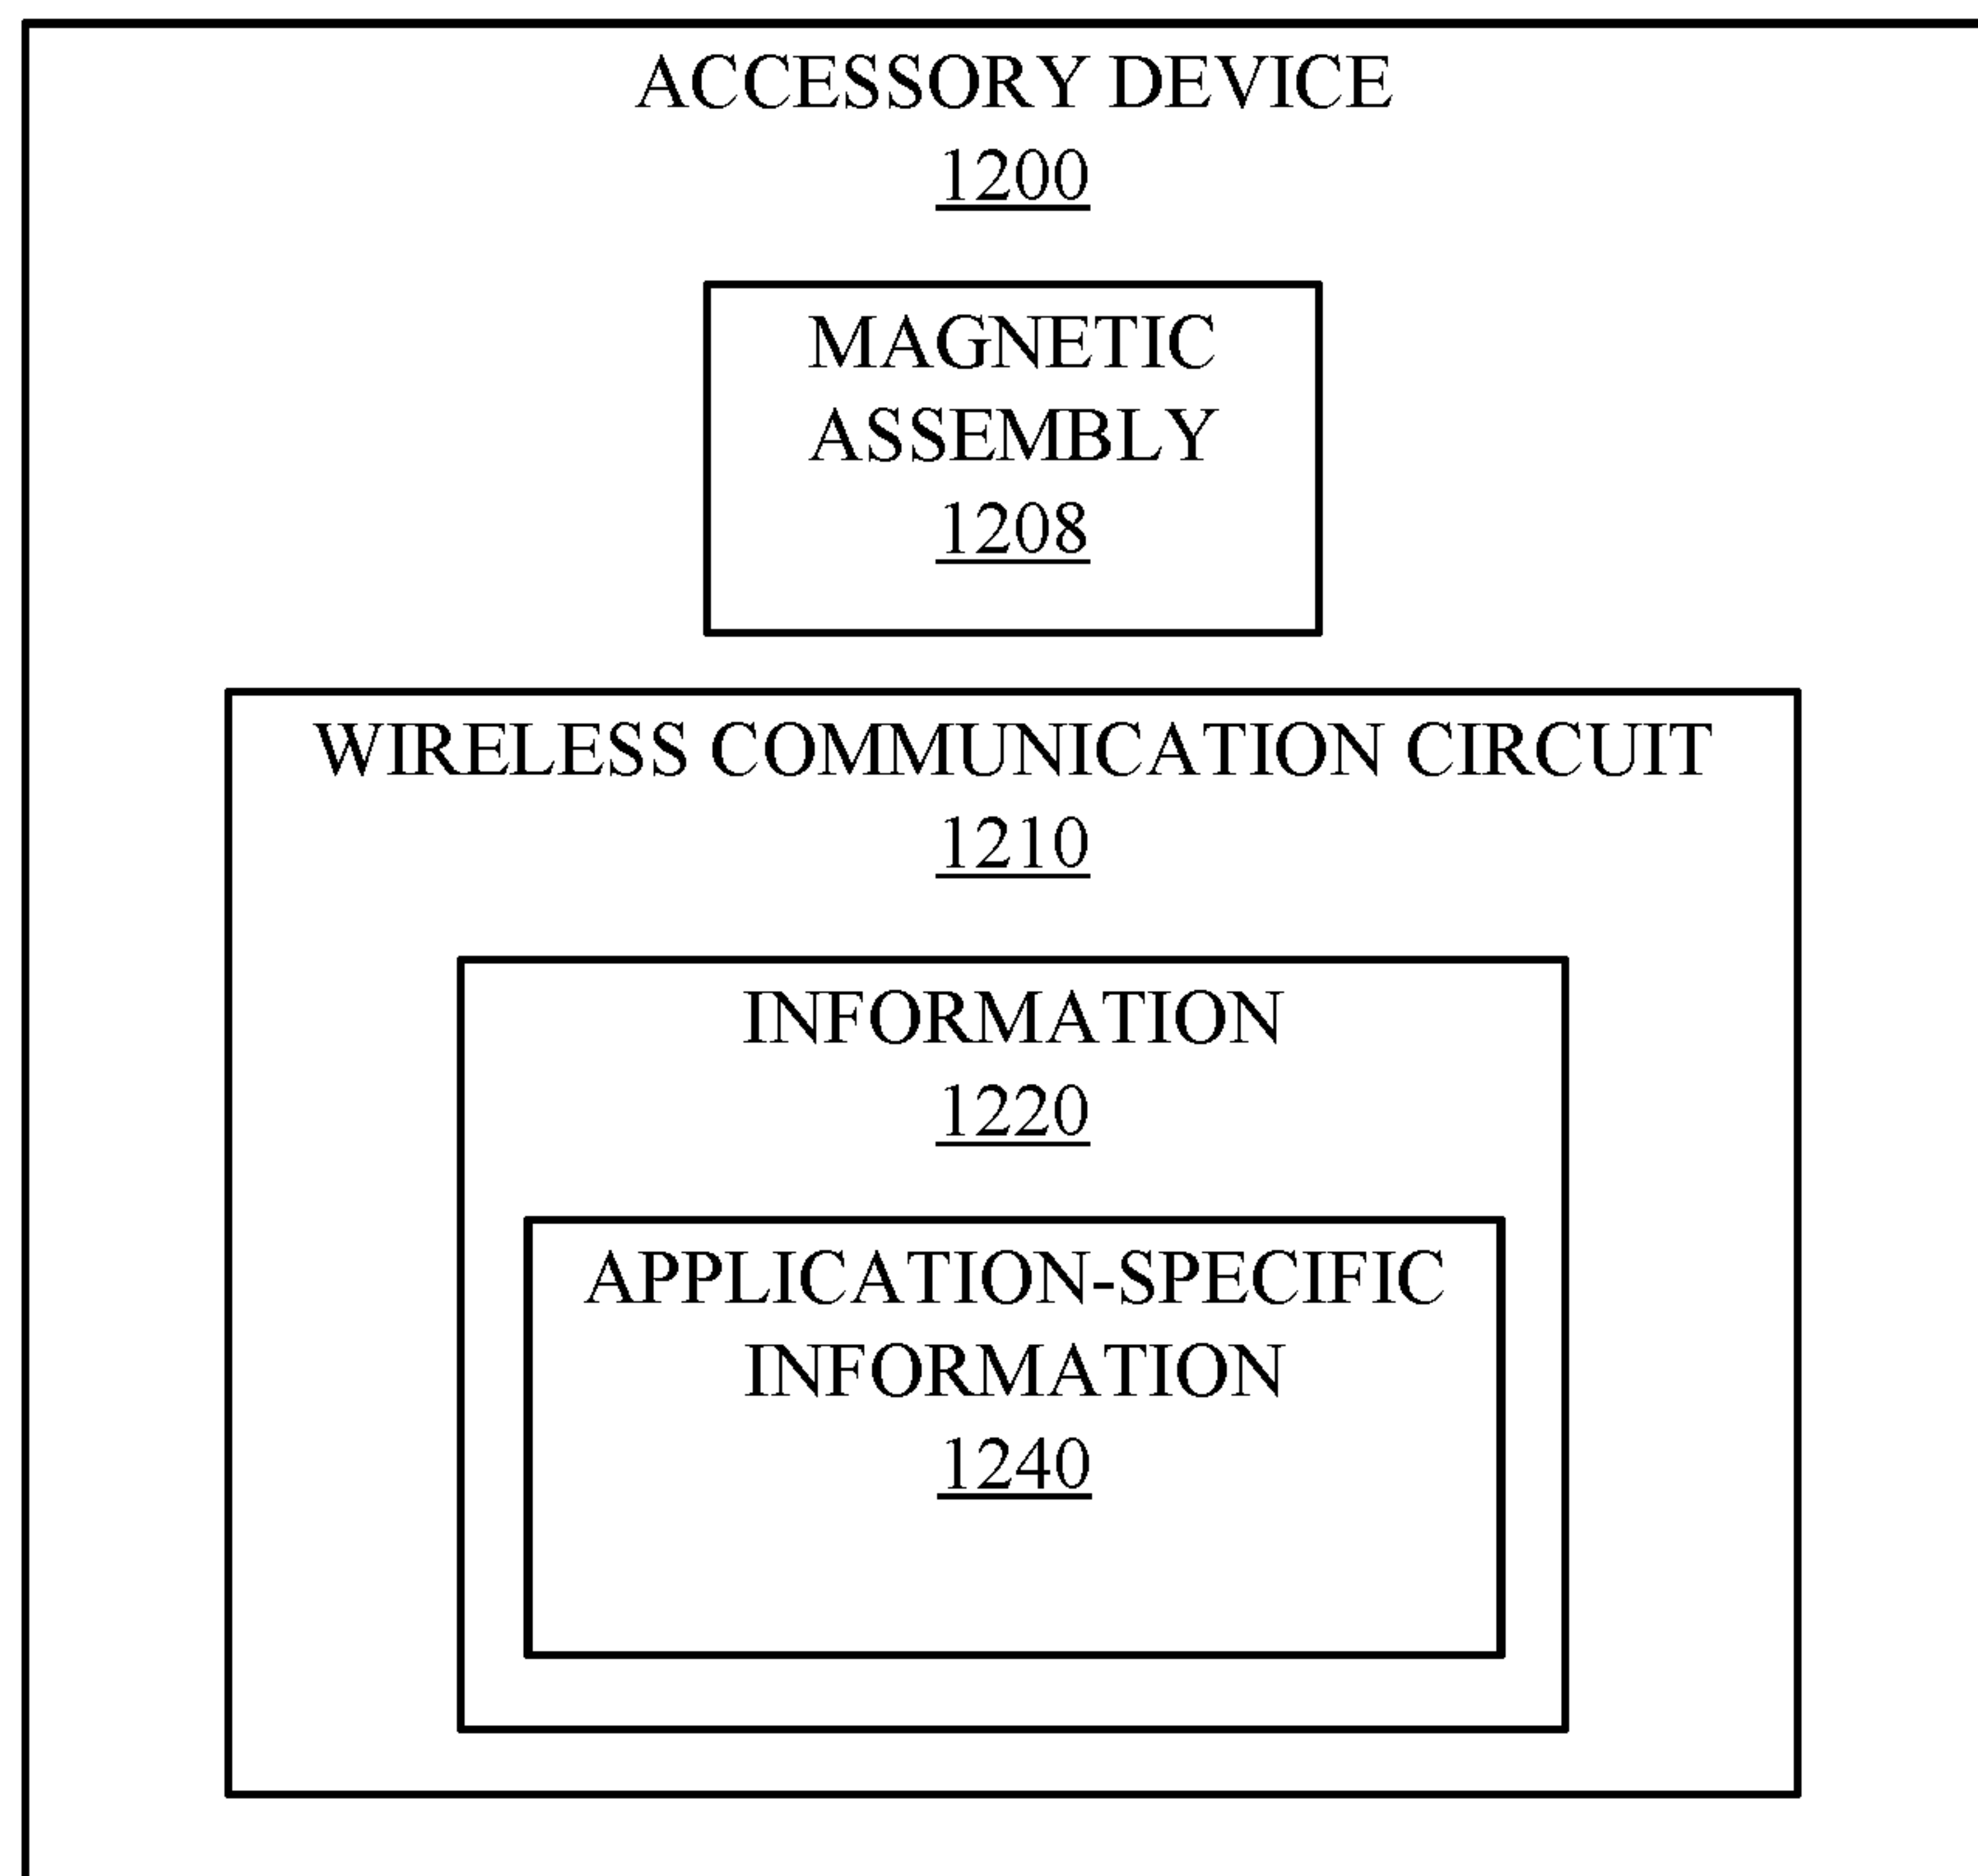 ACCESSORY DEVICE
1200
MAGNETIC
ASSEMBLY
1208
WIRELESS COMMUNICATION CIRCUIT
1210
INFORMATION
1220
APPLICATION-SPECIFIC
INFORMATION
1240